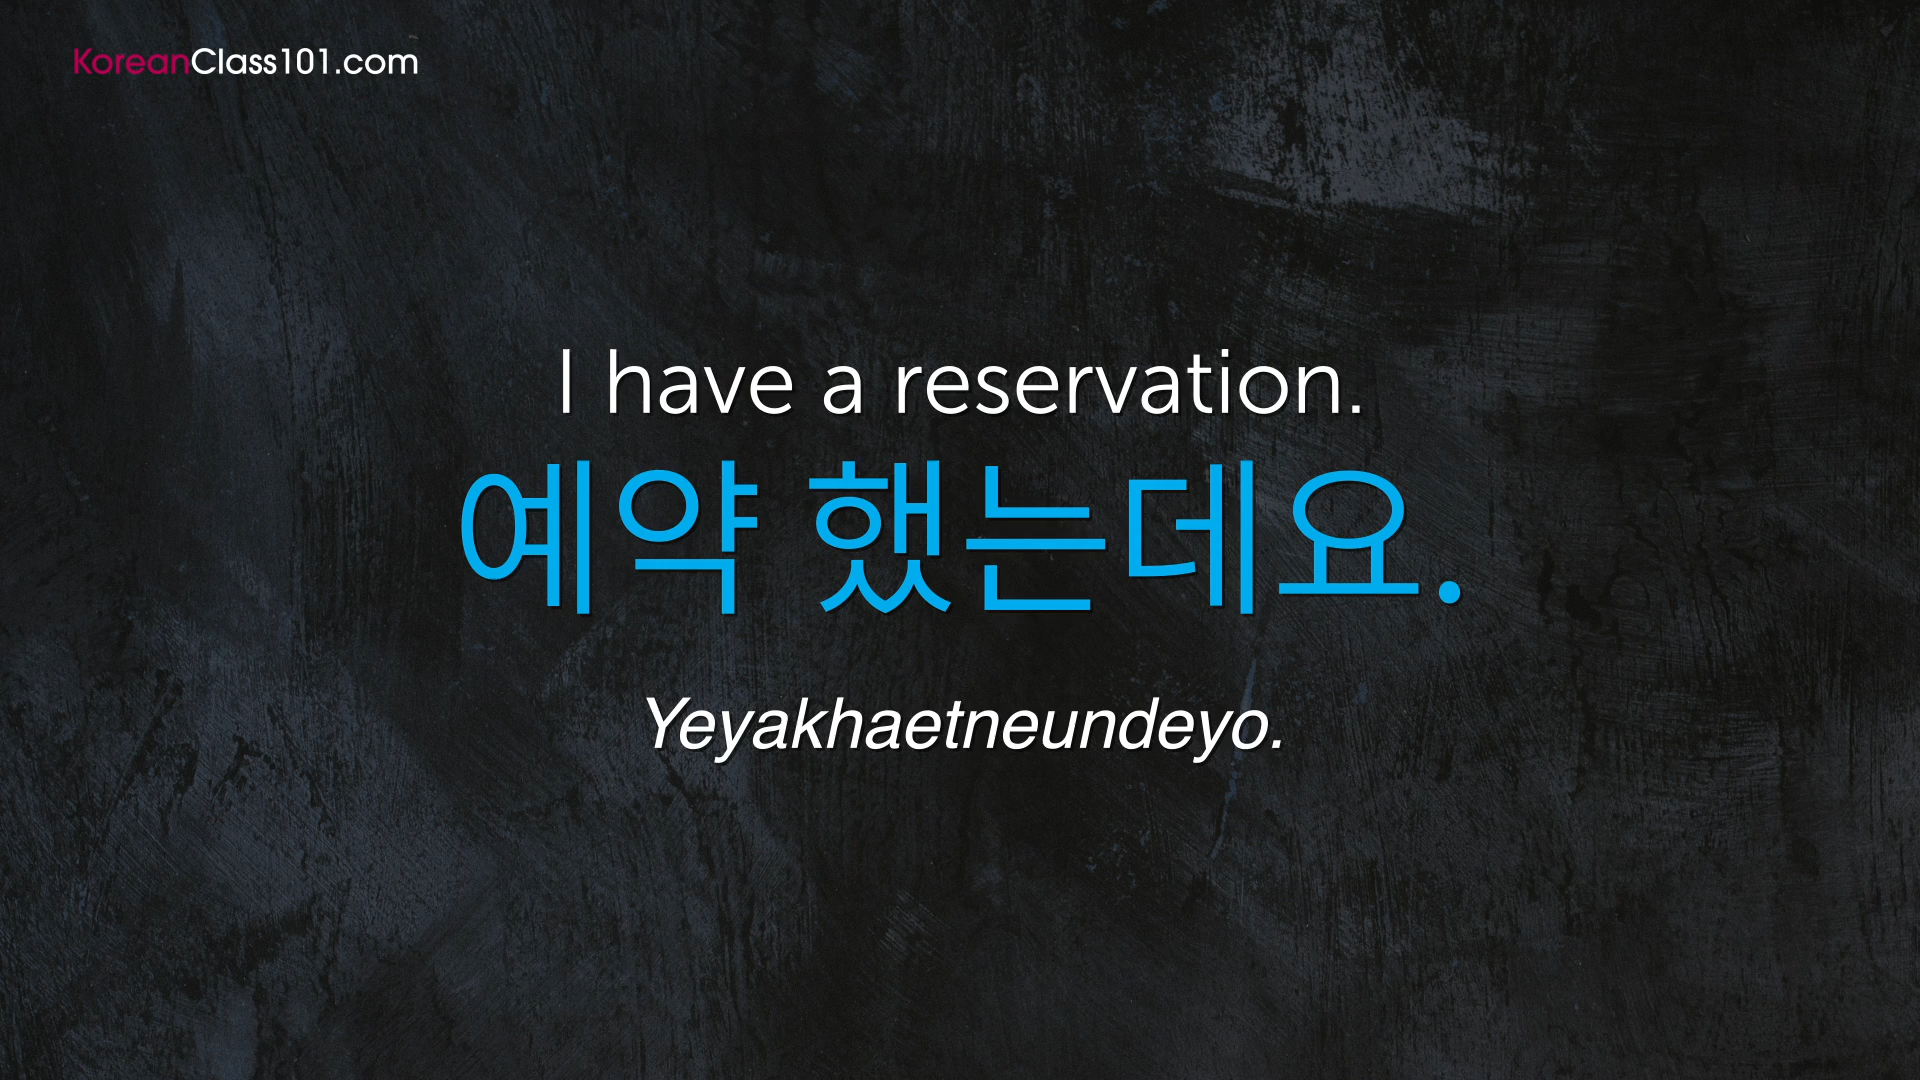 KoreanClass101.com
I have a reservation.
예약 했는데요.
Yeyakhaetneundeyo.